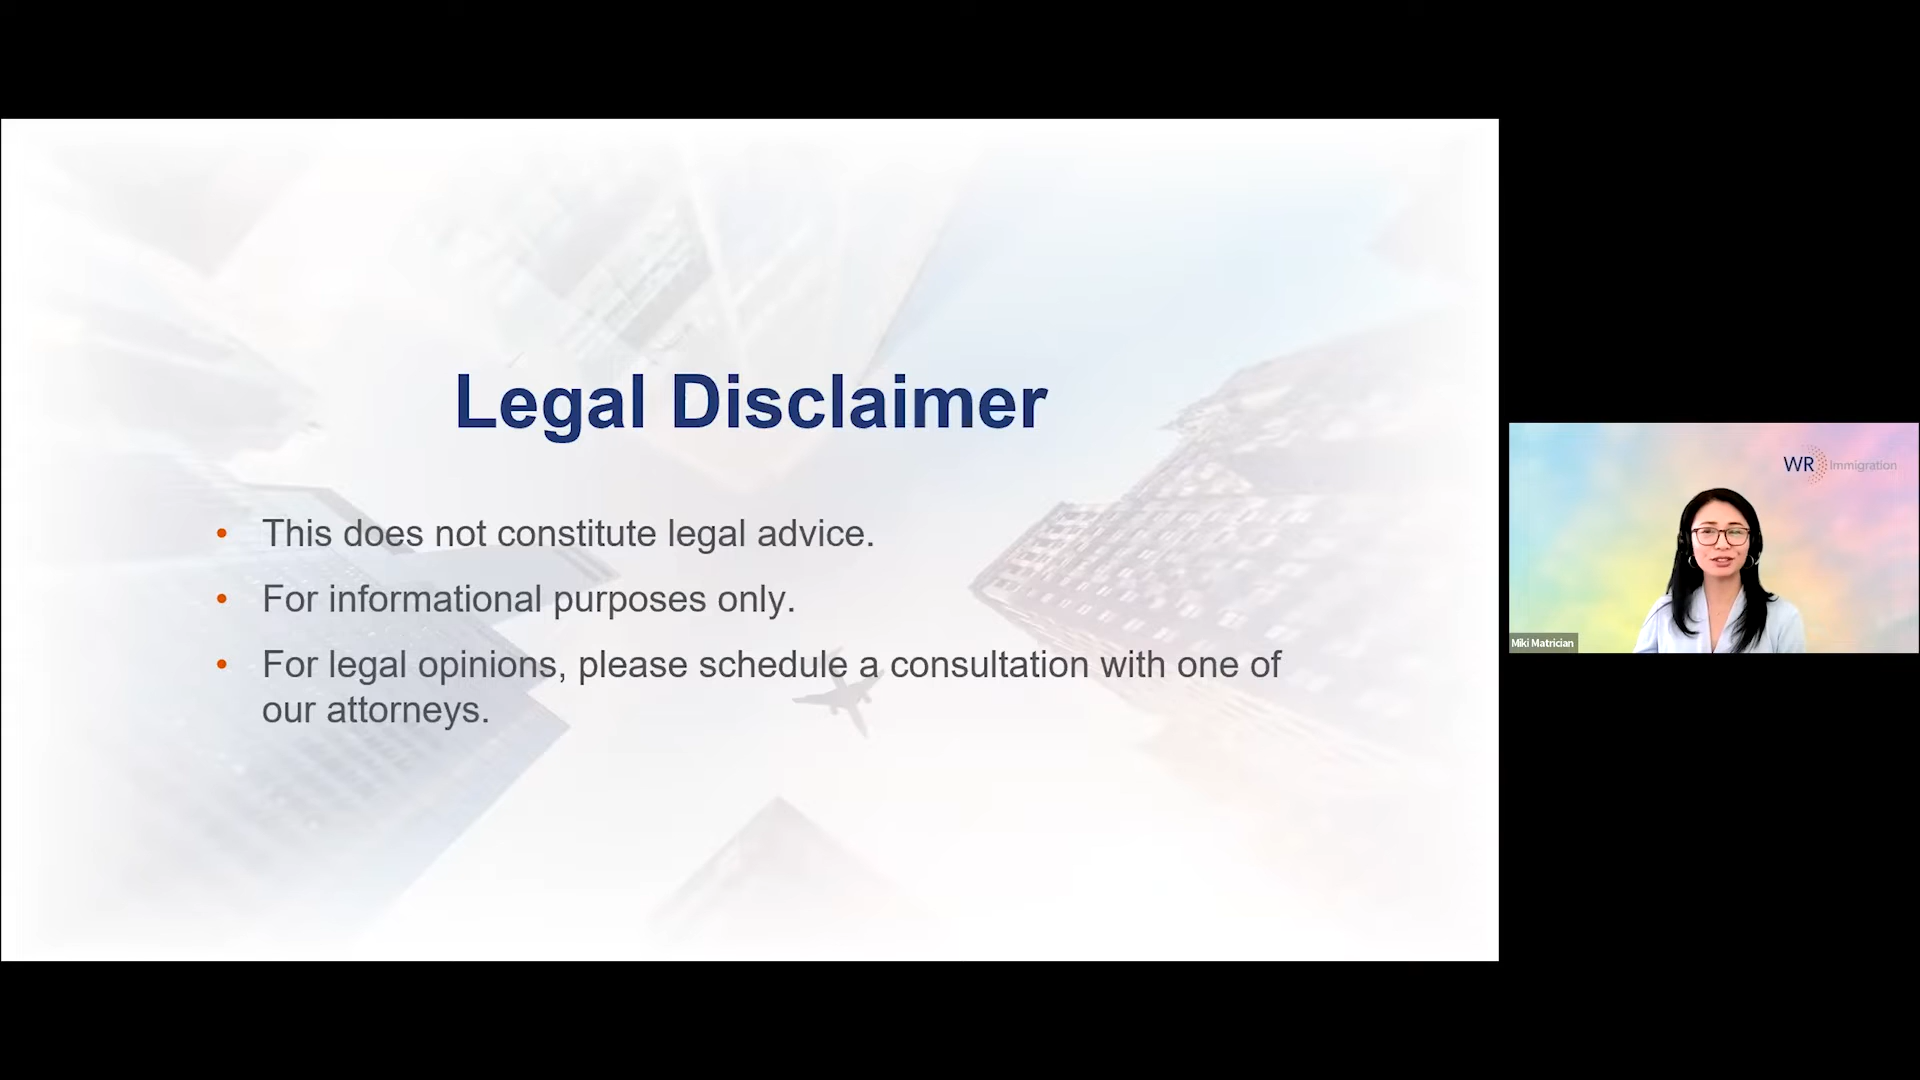 Legal Disclaimer
• This does not constitute legal advice.
• For informational purposes only.
• For legal opinions, please schedule a consultation with one of
our attorneys.
WR Immigration
Miki Matrician